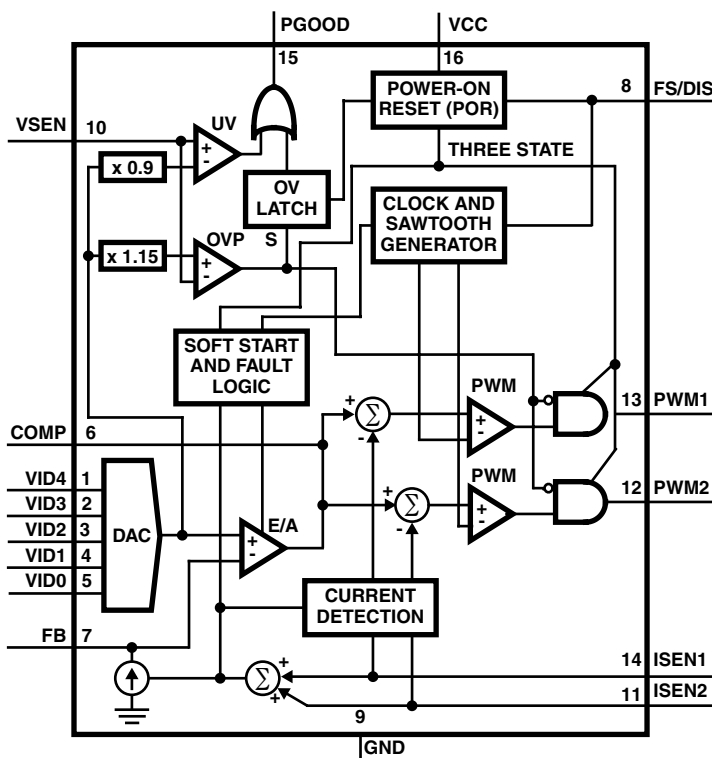 PGOOD
VCC
15
16
POWER-ON
RESET (POR)
8
FS/DIS
VSEN
10
UV
+
-
x 0.9
THREE STATE
OV
LATCH
CLOCK AND
SAWTOOTH
GENERATOR
OVP
S
x 1.15
+
-
SOFT START
AND FAULT
LOGIC
PWM
+
-
+
-
Σ
13
PWM1
COMP
6
PWM
+
-
+
-
Σ
12
PWM2
VID4
1
VID3
2
VID2
3
VID1
4
VID0
5
DAC
E/A
+
-
CURRENT
DETECTION
FB
7
14
ISEN1
+
+
Σ
11
ISEN2
9
GND